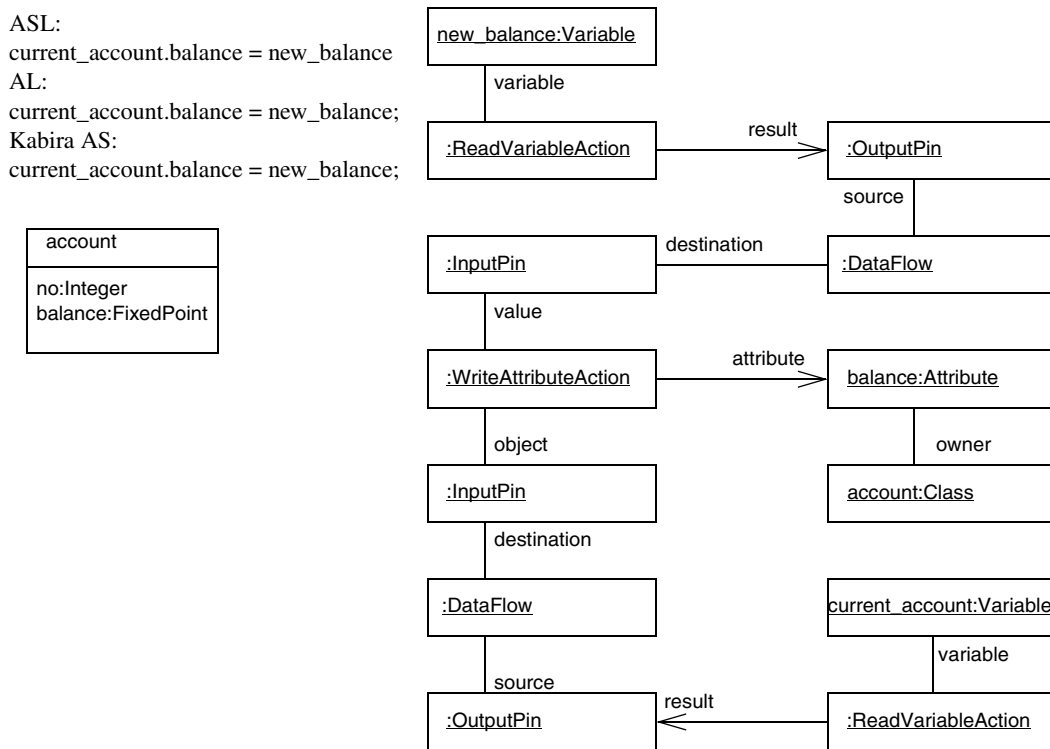 ASL:
current_account.balance = new_balance
AL:
current_account.balance = new_balance;
Kabira AS:
current_account.balance = new_balance;
account
no:Integer
balance:FixedPoint
new_balance:Variable
variable
:ReadVariableAction
result
:OutputPin
source
:InputPin
destination
:DataFlow
value
:WriteAttributeAction
attribute
balance:Attribute
object
owner
:InputPin
account:Class
destination
:DataFlow
current_account:Variable
variable
source
:OutputPin
result
:ReadVariableAction